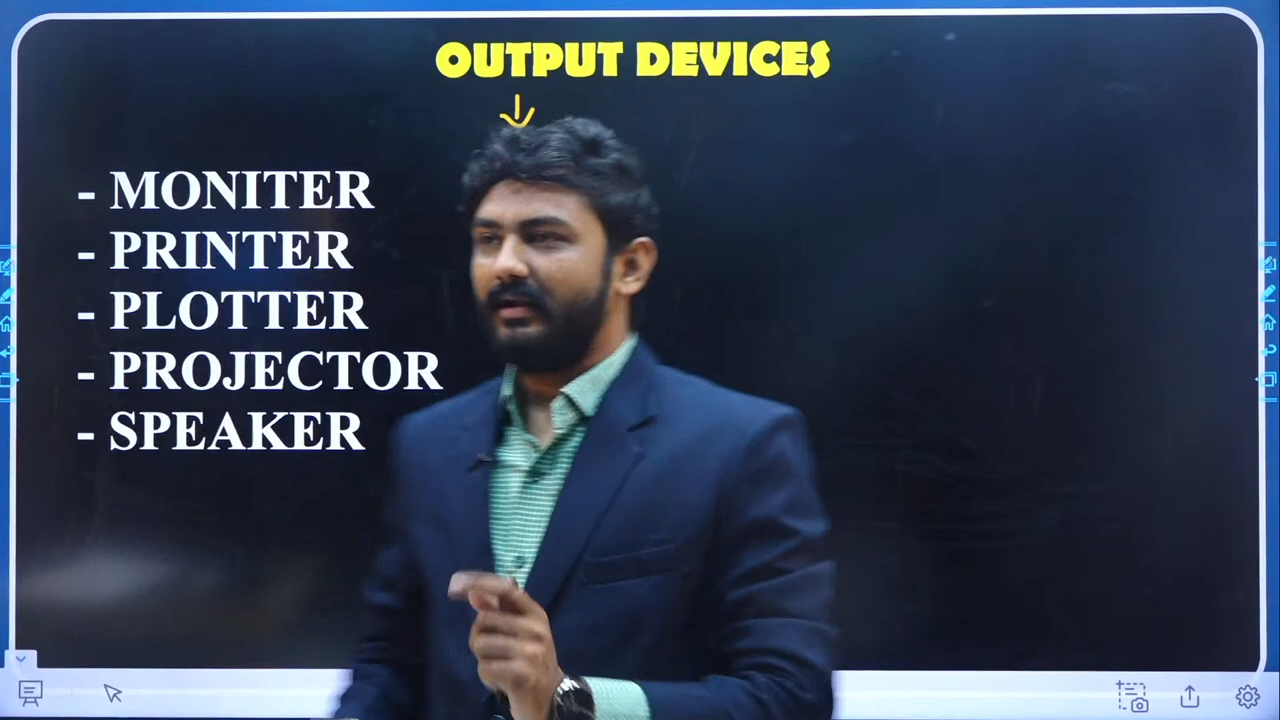 OUTPUT DEVICES
- MONITER
- PRINTER
- PLOTTER
- PROJECTOR
- SPEAKER